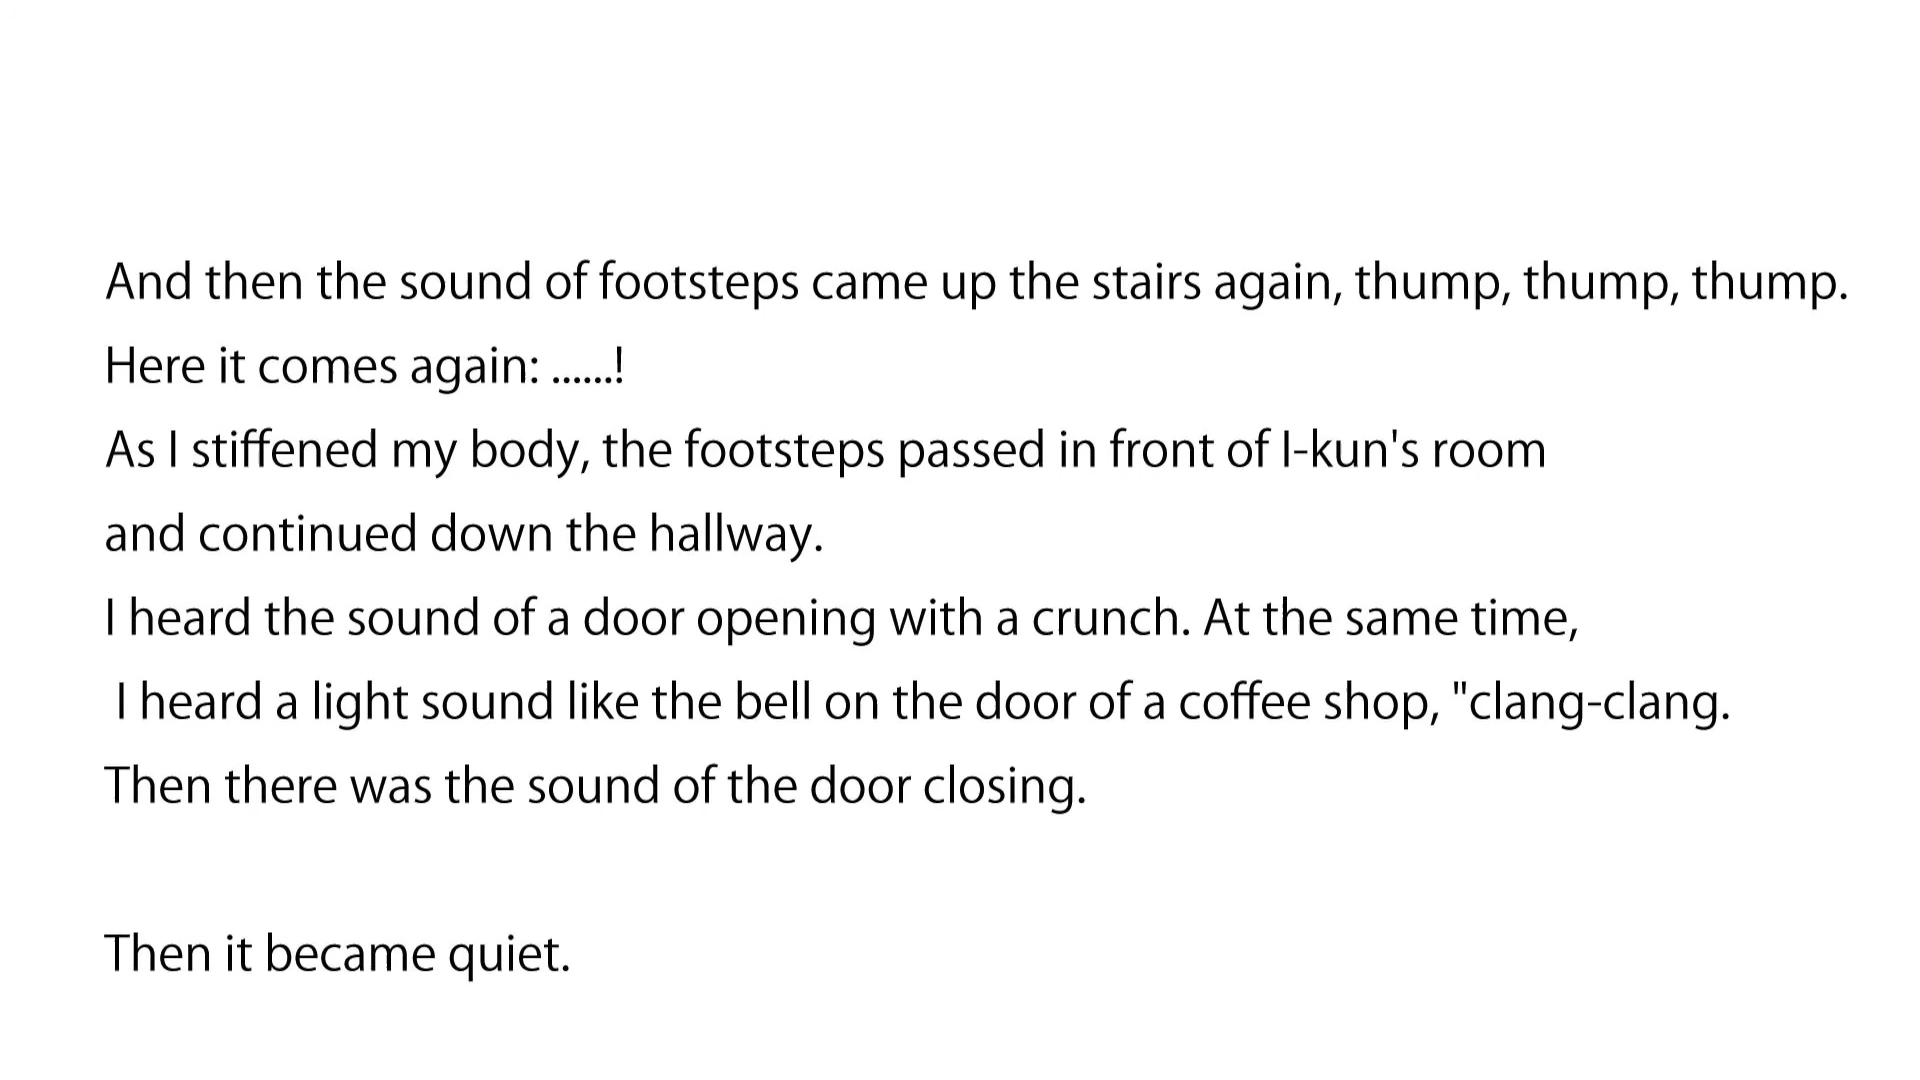 And then the sound of footsteps came up the stairs again, thump, thump, thump.
Here it comes again: ......!
As I stiffened my body, the footsteps passed in front of I-kun's room
and continued down the hallway.
I heard the sound of a door opening with a crunch. At the same time,
I heard a light sound like the bell on the door of a coffee shop, "clang-clang.
Then there was the sound of the door closing.
Then it became quiet.